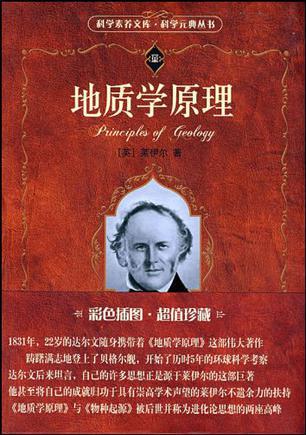 科学素养文库·科学元典丛书
地质学原理
Principles of Geology
[英] 莱伊尔 著
彩色插图·超值珍藏
1831年，22岁的达尔文随身携带着《地质学原理》这部伟大著作
踌躇满志地登上了贝格尔舰，开始了历时5年的环球科学考察
达尔文后来坦言，自己的许多思想正是源于莱伊尔的这部巨著
他甚至将自己的成就归功于具有崇高学术声望的莱伊尔不遗余力的扶持
《地质学原理》与《物种起源》被后世并称为进化论思想的两座高峰